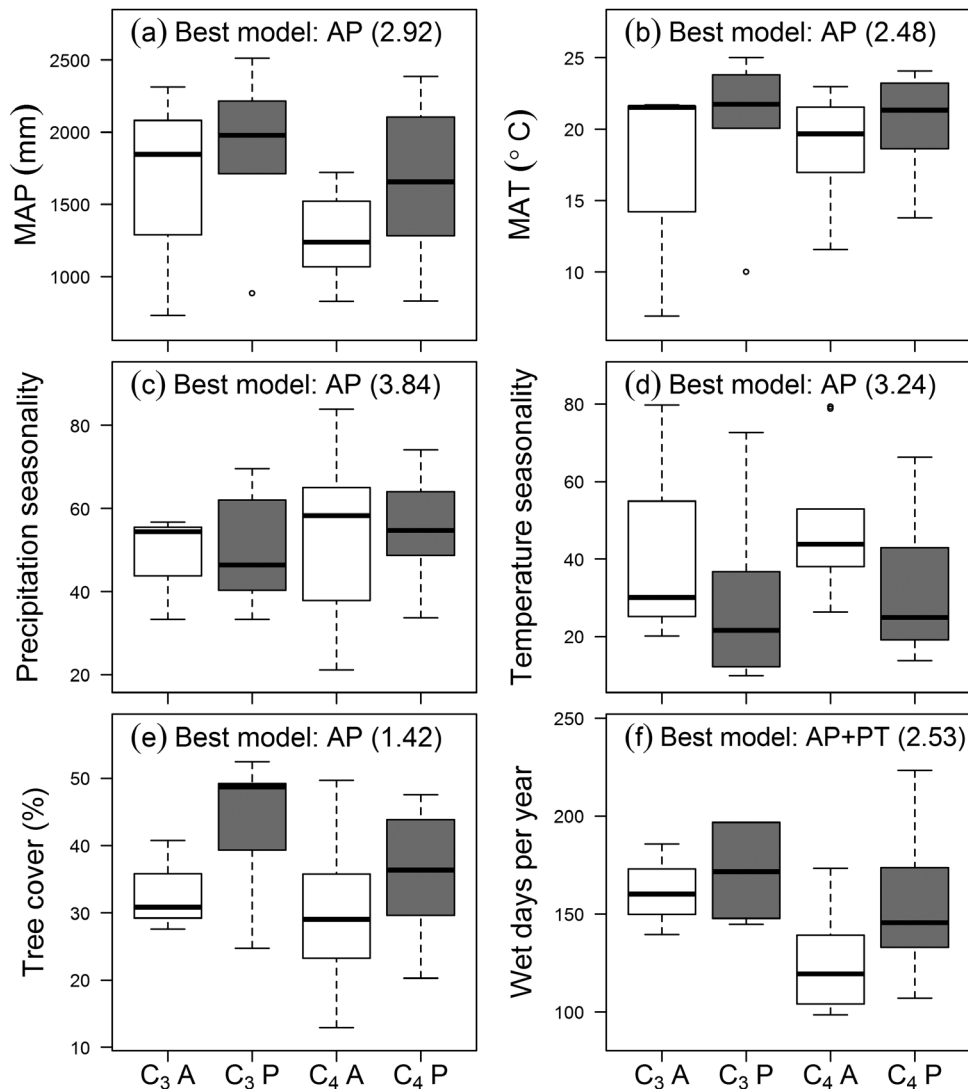 (a) Best model: AP (2.92)
MAP (mm)
2500
2000
1500
1000
(b) Best model: AP (2.48)
MAT (° C)
25
20
15
10
(c) Best model: AP (3.84)
Precipitation seasonality
80
60
40
20
(d) Best model: AP (3.24)
Temperature seasonality
80
60
40
20
(e) Best model: AP (1.42)
Tree cover (%)
50
40
30
20
10
C₃ A C₃ P C₄ A C₄ P
(f) Best model: AP+PT (2.53)
Wet days per year
250
200
150
100
C₃ A C₃ P C₄ A C₄ P